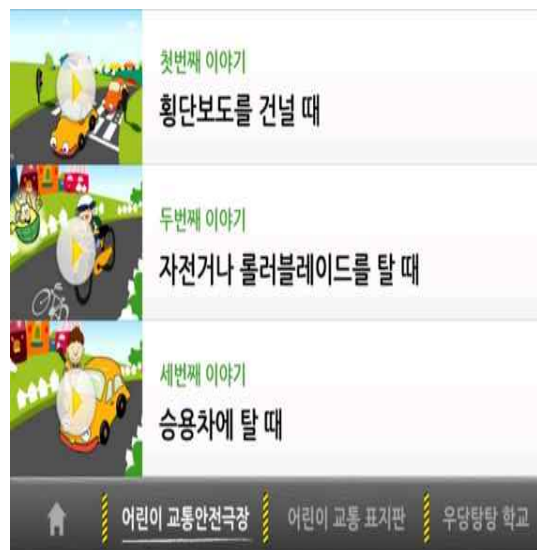 첫번째 이야기
횡단보도를 건널 때
두번째 이야기
자전거나 롤러블레이드를 탈 때
세번째 이야기
승용차에 탈 때
어린이 교통안전극장
어린이 교통 표지판
우당탕탕 학교